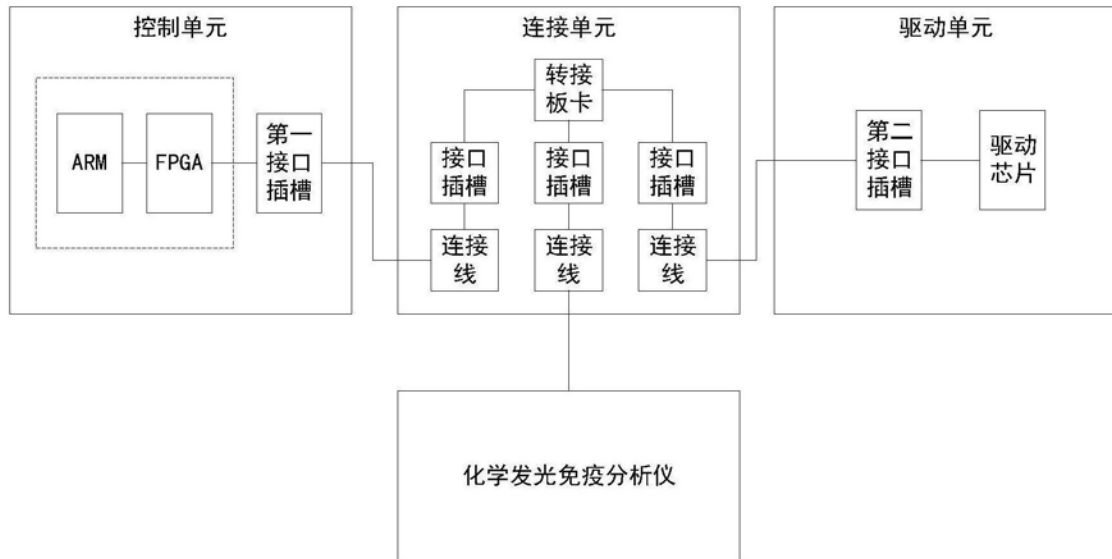 控制单元
ARM
FPGA
第一
接口
插槽
连接单元
转接
板卡
接口
插槽
接口
插槽
接口
插槽
连接
线
连接
线
连接
线
驱动单元
第二
接口
插槽
驱动
芯片
化学发光免疫分析仪